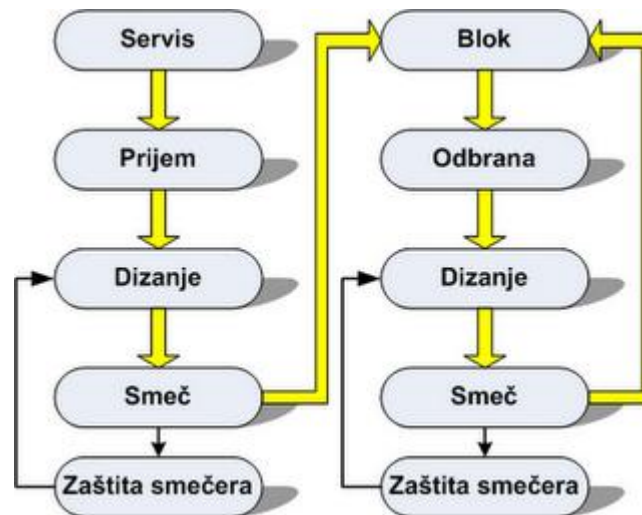 Servis
Prijem
Dizanje
Smeč
Zaštita smečera
Blok
Odbrana
Dizanje
Smeč
Zaštita smečera